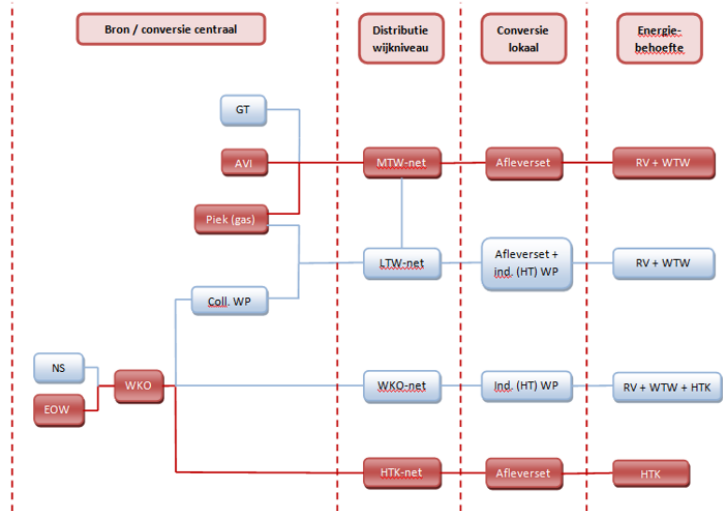 Bron / conversie centraal
Distributie
wijkniveau
Conversie
lokaal
Energie-
behoefte
GT
AVI
MTW-net
Afleverset
RV + WTW
Piek (gas)
LTW-net
Afleverset +
ind. (HT) WP
RV + WTW
Coll. WP
NS
WKO
WKO-net
Ind. (HT) WP
RV + WTW + HTK
EOW
HTK-net
Afleverset
HTK